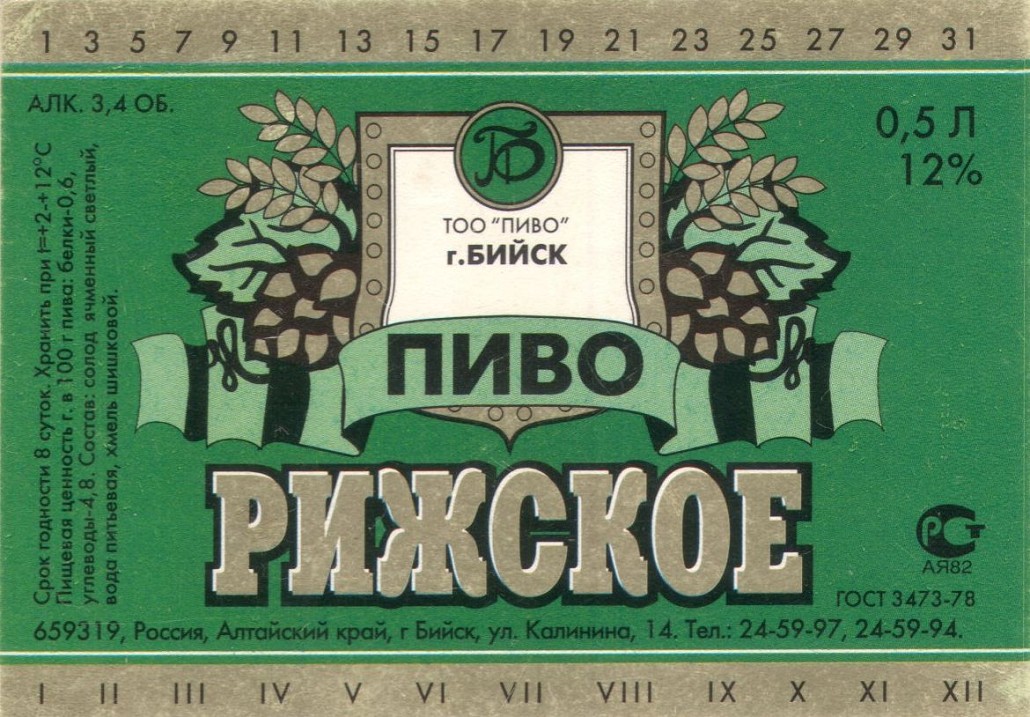 1 3 5 7 9 11 13 15 17 19 21 23 25 27 29 31
АЛК. 3,4 ОБ.
0,5 Л
12%
ТОО "ПИВО"
г.БИЙСК
ПИВО
РИЖСКОЕ
Срок годности 8 суток. Хранить при t=+2-+12°С
Пищевая ценность г. в 100 г пива: белки-0,6,
углеводы-4,8. Состав: солод ячменный светлый,
вода питьевая, хмель шишковой.
РСТ
АЯ82
ГОСТ 3473-78
659319, Россия, Алтайский край, г Бийск, ул. Калинина, 14. Тел.: 24-59-97, 24-59-94.
I II III IV V VI VII VIII IX X XI XII